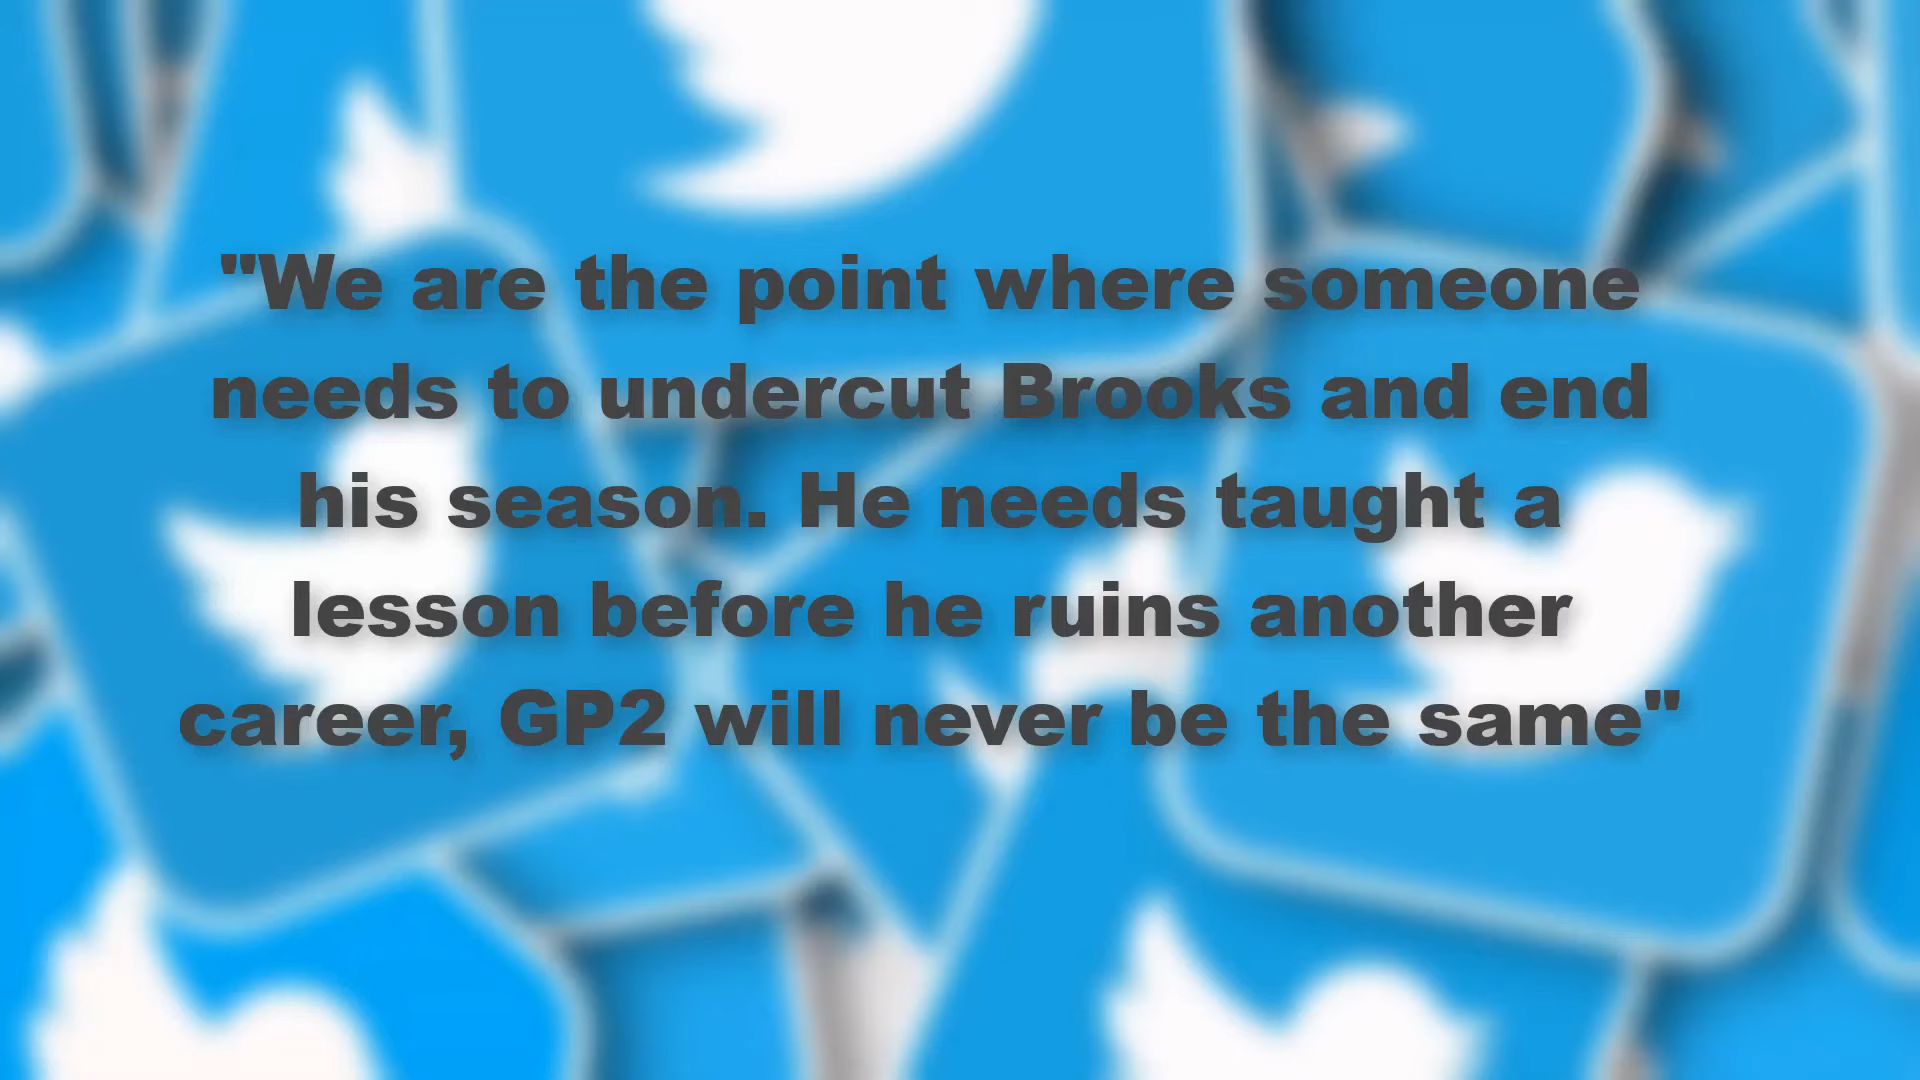 "We are the point where someone
needs to undercut Brooks and end
his season. He needs taught a
lesson before he ruins another
career, GP2 will never be the same"